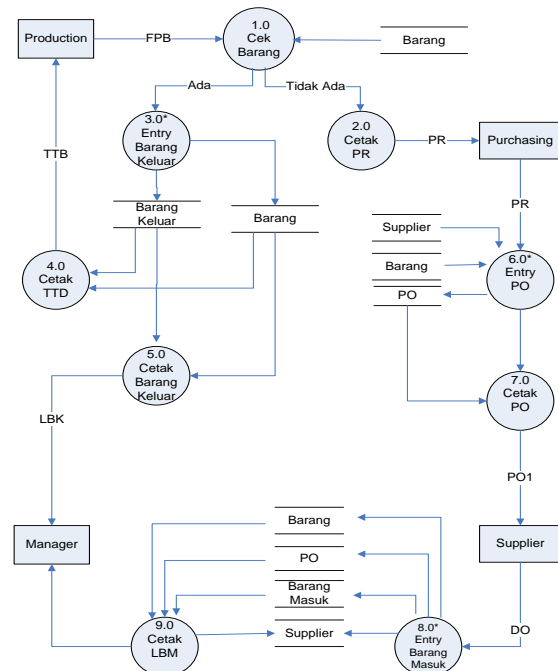 Production
FPB
1.0
Cek
Barang
Barang
Ada
Tidak Ada
3.0*
Entry
Barang
Keluar
2.0
Cetak
PR
PR
Purchasing
TTB
PR
Barang
Keluar
Barang
Supplier
Barang
PO
6.0*
Entry
PO
4.0
Cetak
TTD
5.0
Cetak
Barang
Keluar
7.0
Cetak
PO
LBK
PO1
Manager
Barang
PO
Barang
Masuk
Supplier
Supplier
9.0
Cetak
LBM
8.0*
Entry
Barang
Masuk
DO